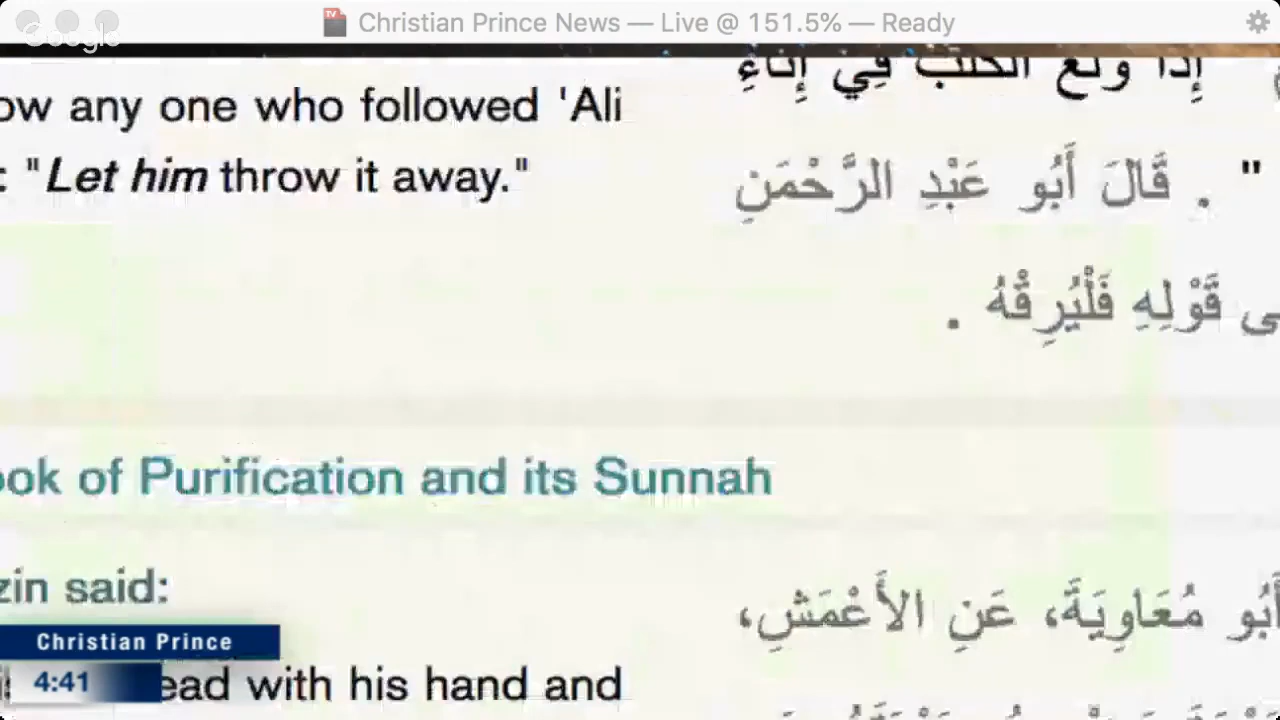 Christian Prince News — Live @ 151.5% — Ready
Google
ow any one who followed 'Ali
: "Let him throw it away."
إِذَا وَلَغَ الْكَلْبُ فِي إِنَاءِ
" . قَالَ أَبُو عَبْدِ الرَّحْمَنِ
قَوْلِهِ فَلْيُرِقْهُ .
ook of Purification and its Sunnah
zin said:
أَبُو مُعَاوِيَةَ، عَنِ الأَعْمَشِ،
Christian Prince
4:41
ead with his hand and